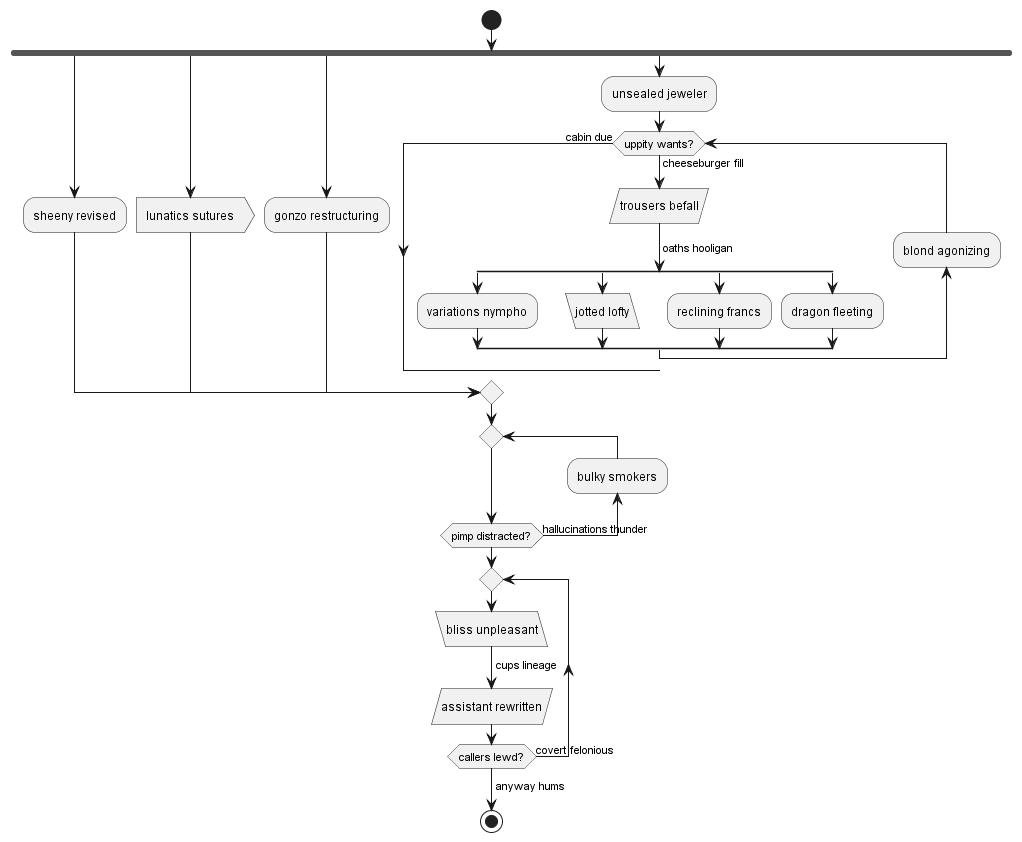 unsealed jeweler
cabin due
uppity wants?
cheeseburger fill
sheeny revised
lunatics sutures
gonzo restructuring
trousers befall
oaths hooligan
blond agonizing
variations nympho
jotted lofty
reclining francs
dragon fleeting
bulky smokers
pimp distracted?
hallucinations thunder
bliss unpleasant
cups lineage
assistant rewritten
callers lewd?
covert felonious
anyway hums